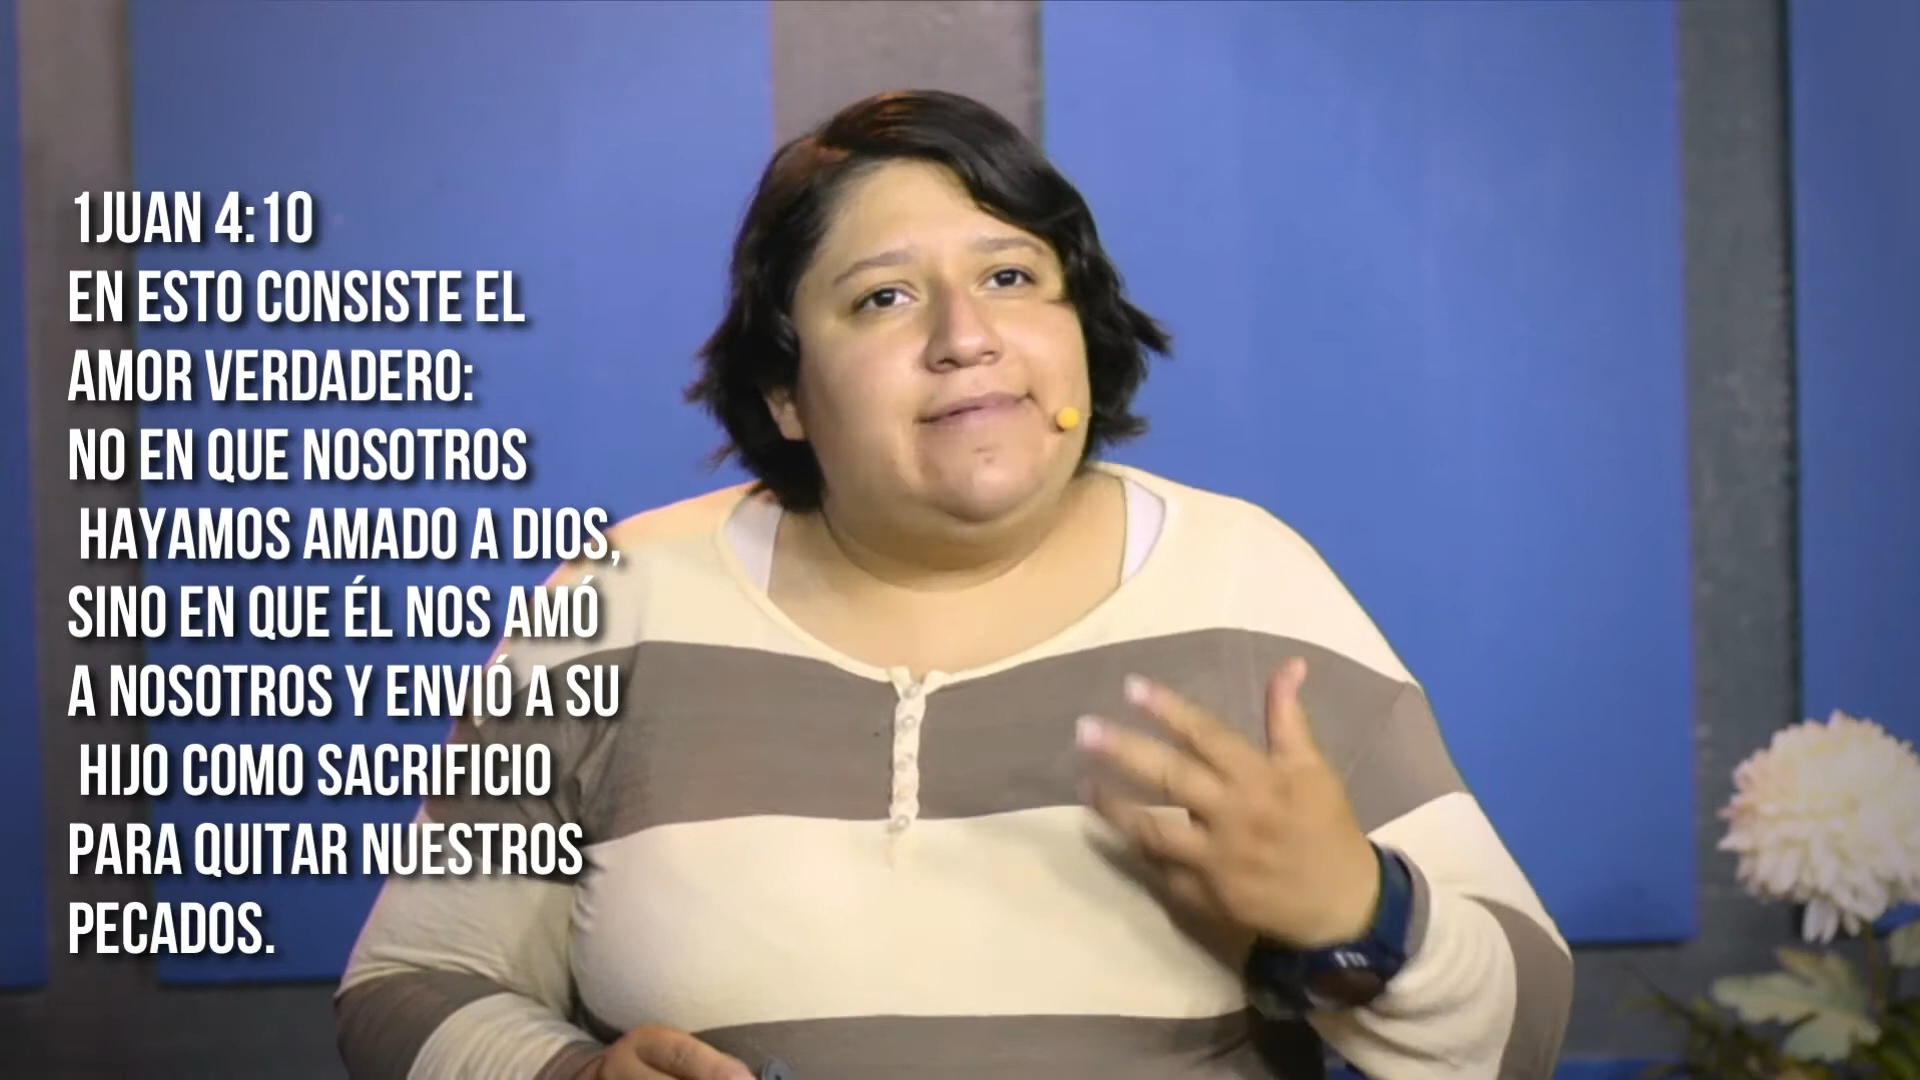 1JUAN 4:10
EN ESTO CONSISTE EL
AMOR VERDADERO:
NO EN QUE NOSOTROS
HAYAMOS AMADO A DIOS,
SINO EN QUE ÉL NOS AMÓ
A NOSOTROS Y ENVIÓ A SU
HIJO COMO SACRIFICIO
PARA QUITAR NUESTROS
PECADOS.